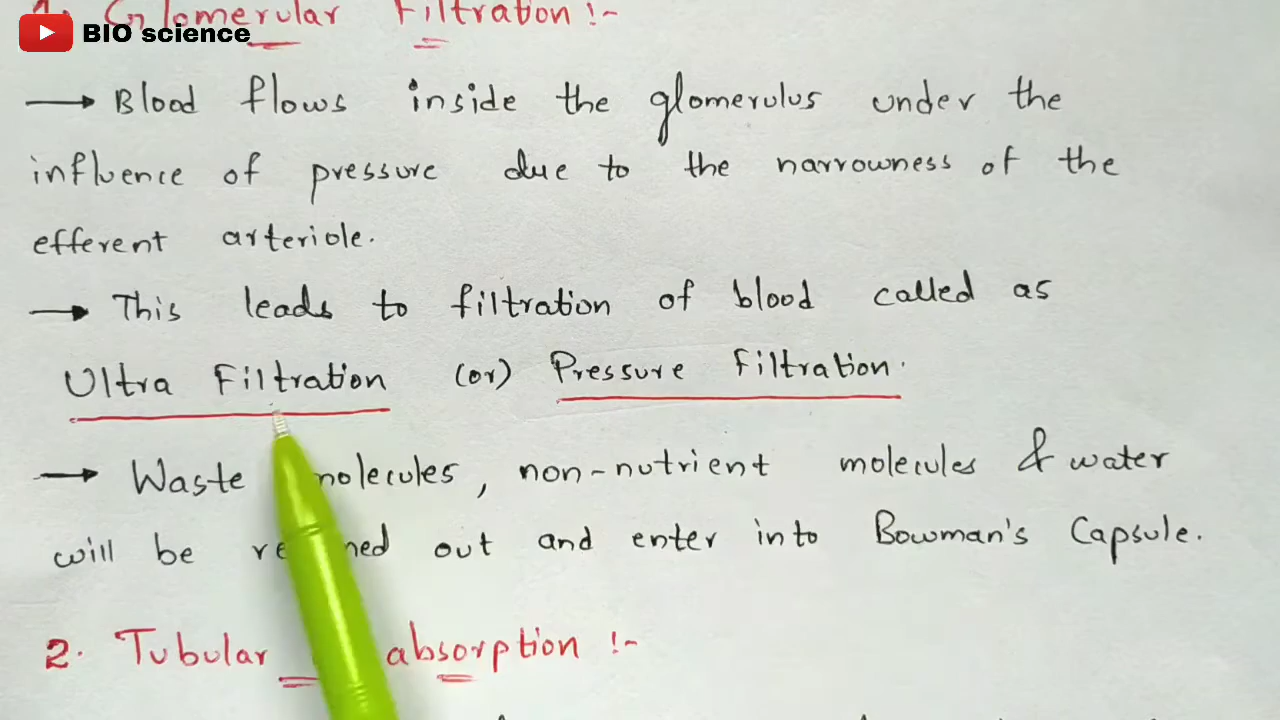 1. Glomerular Filtration :-
BIO science
→ Blood flows inside the glomerulus under the
influence of pressure due to the narrowness of the
efferent arteriole.
→ This leads to filtration of blood called as
Ultra Filtration (or) Pressure Filtration.
→ Waste molecules, non-nutrient molecules & water
will be out and enter into Bowman's Capsule.
2. Tubular absorption :-